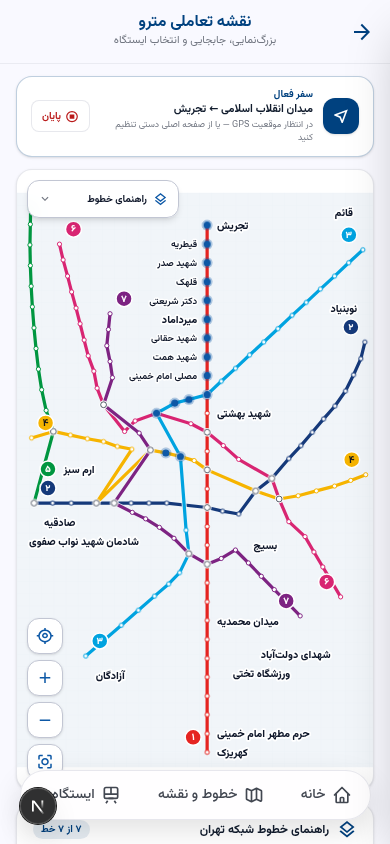 نقشه تعاملی مترو
بزرگ‌نمایی، جابجایی و انتخاب ایستگاه
سفر فعال
میدان انقلاب اسلامی ← تجریش
در انتظار موقعیت GPS — یا از صفحه اصلی دستی تنظیم کنید
پایان
راهنمای خطوط
قائم
۳
۶
تجریش
قیطریه
شهید صدر
قلهک
۷
دکتر شریعتی
نوبنیاد
میرداماد
۲
شهید حقانی
شهید همت
مصلی امام خمینی
شهید بهشتی
۴
۴
۵
ارم سبز
۲
صادقیه
شادمان
شهید نواب صفوی
بسیج
۶
۷
میدان محمدیه
۳
شهدای دولت‌آباد
آزادگان
ورزشگاه تختی
۱
حرم مطهر امام خمینی
کهریزک
خانه
خطوط و نقشه
ایستگاه
N
راهنمای خطوط شبکه تهران
۷ از ۷ خط